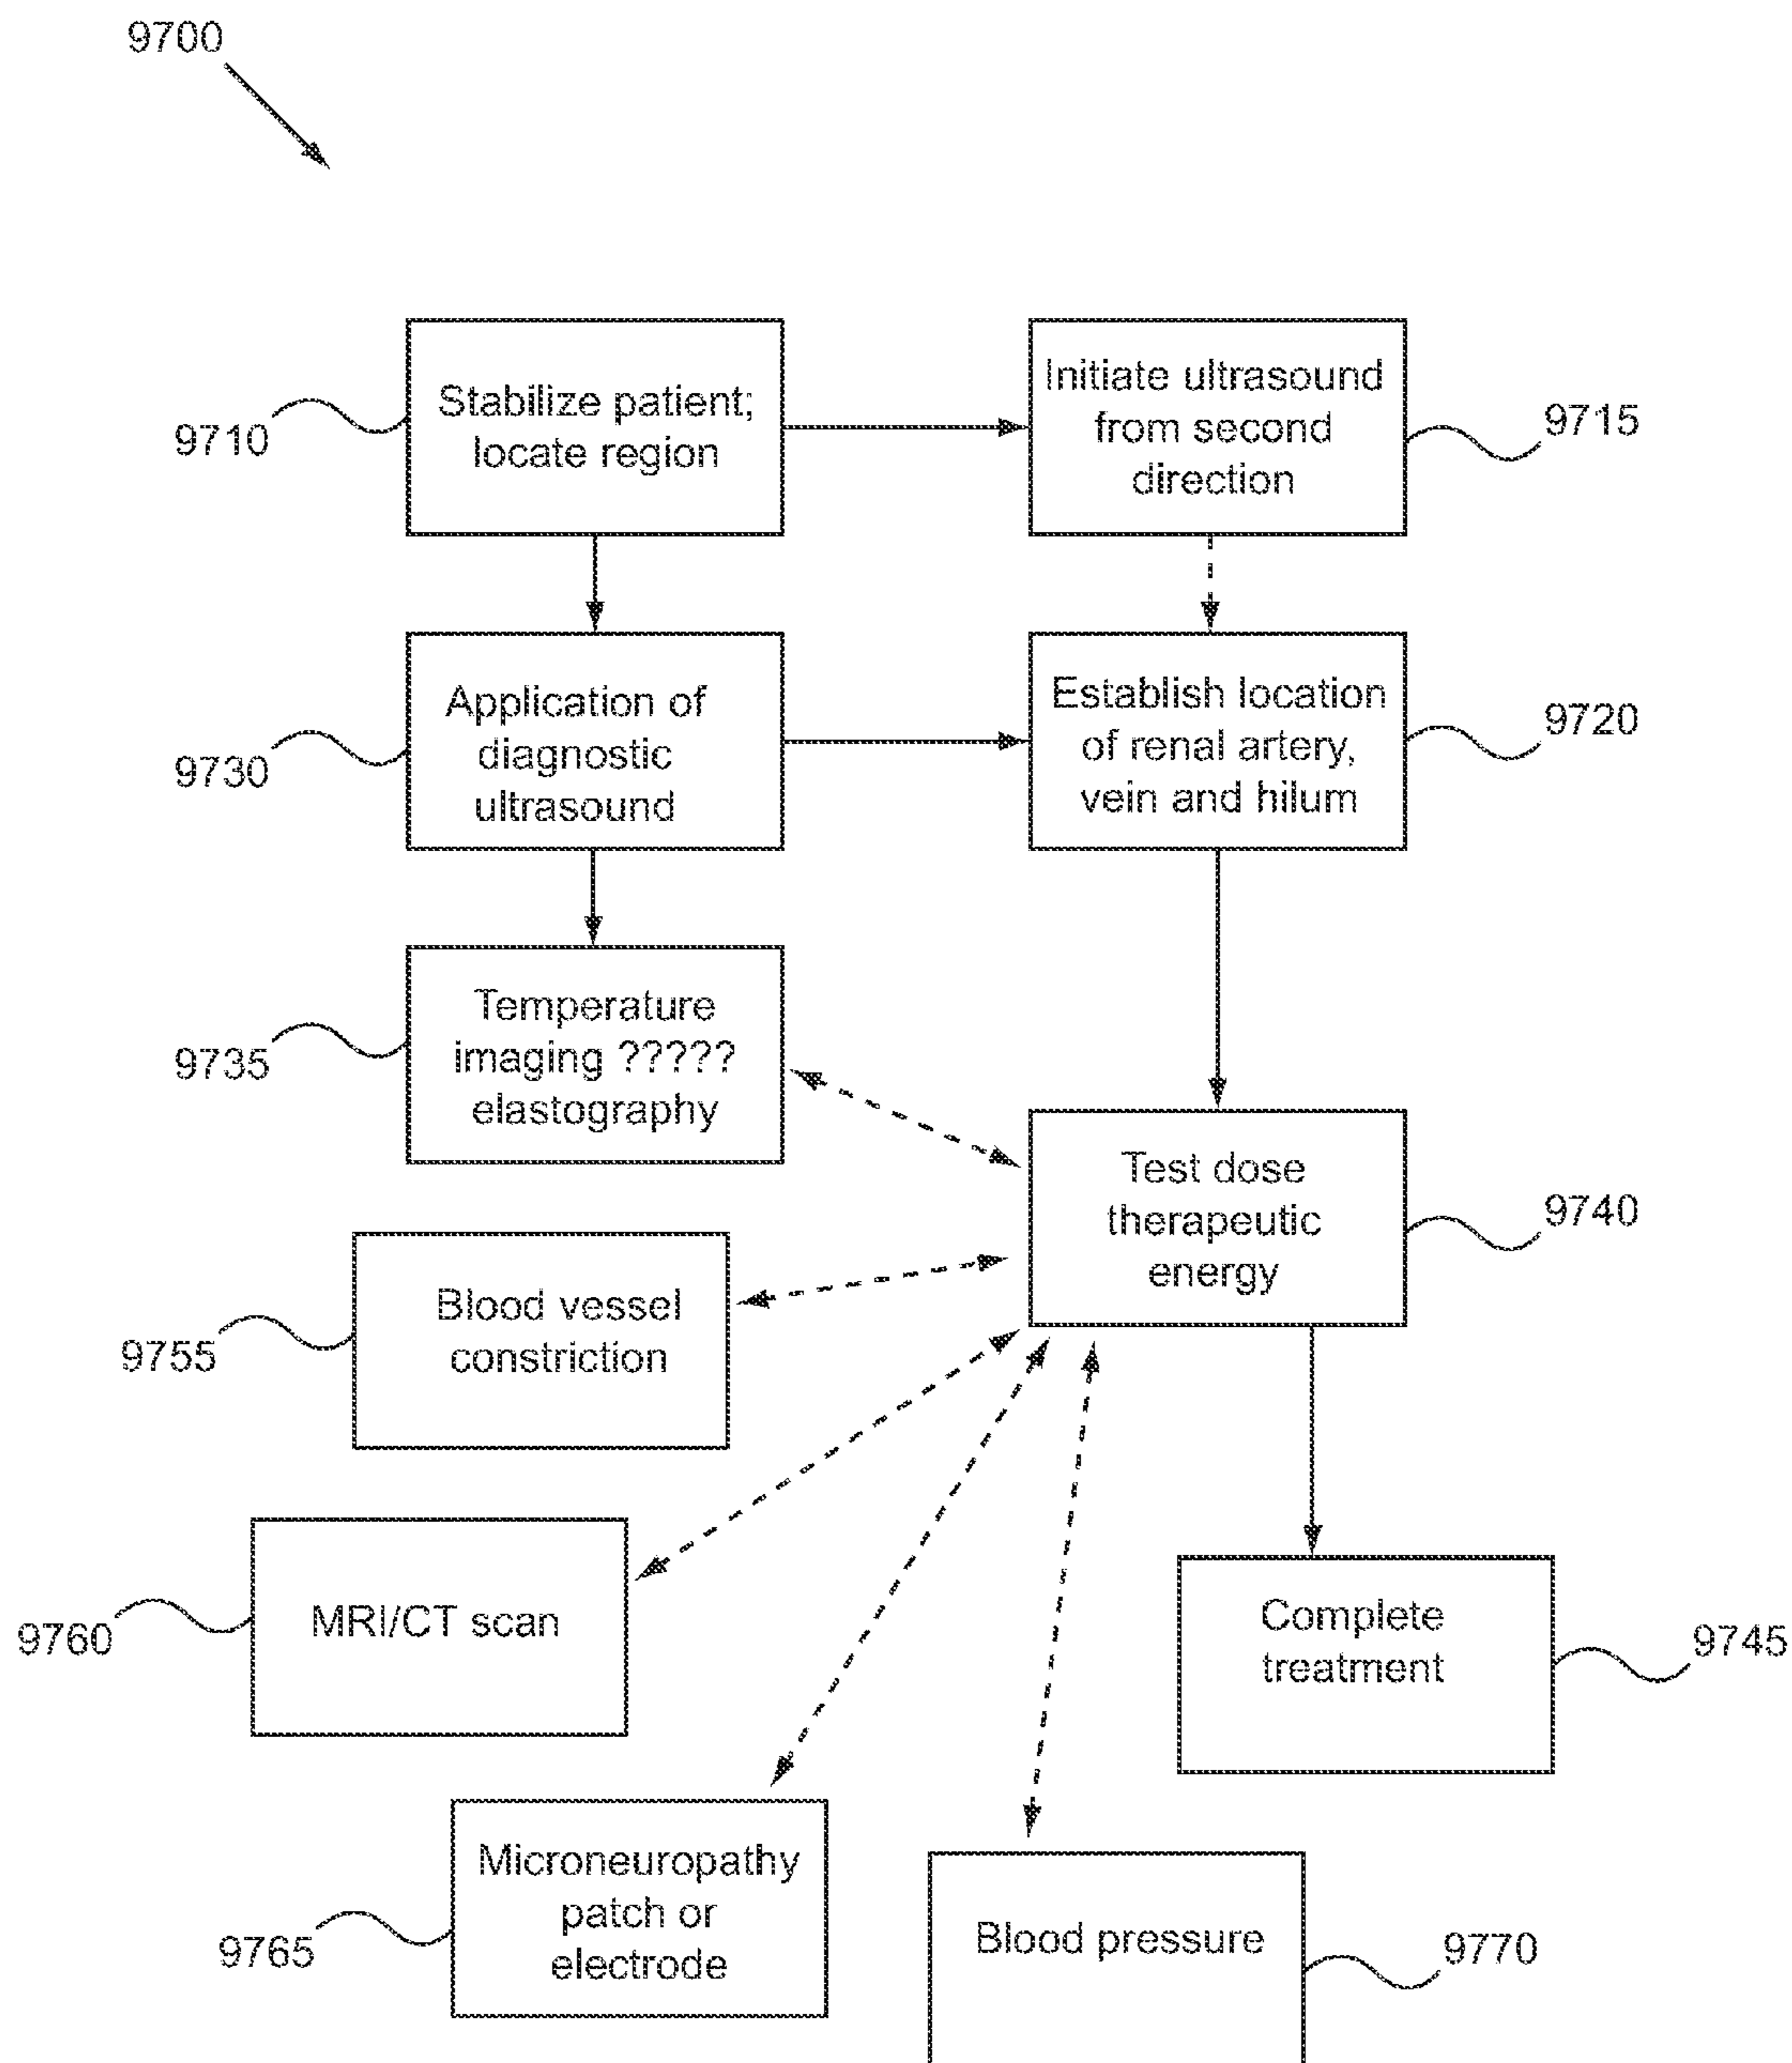 9700
Stabilize patient;
locate region
9710
Initiate ultrasound
from second
direction
9715
Application of
diagnostic
ultrasound
9730
Establish location
of renal artery,
vein and hilum
9720
Temperature
imaging ?????
elastography
9735
Test dose
therapeutic
energy
9740
Blood vessel
constriction
9755
MRI/CT scan
9760
Complete
treatment
9745
Microneuropathy
patch or
electrode
9765
Blood pressure
9770